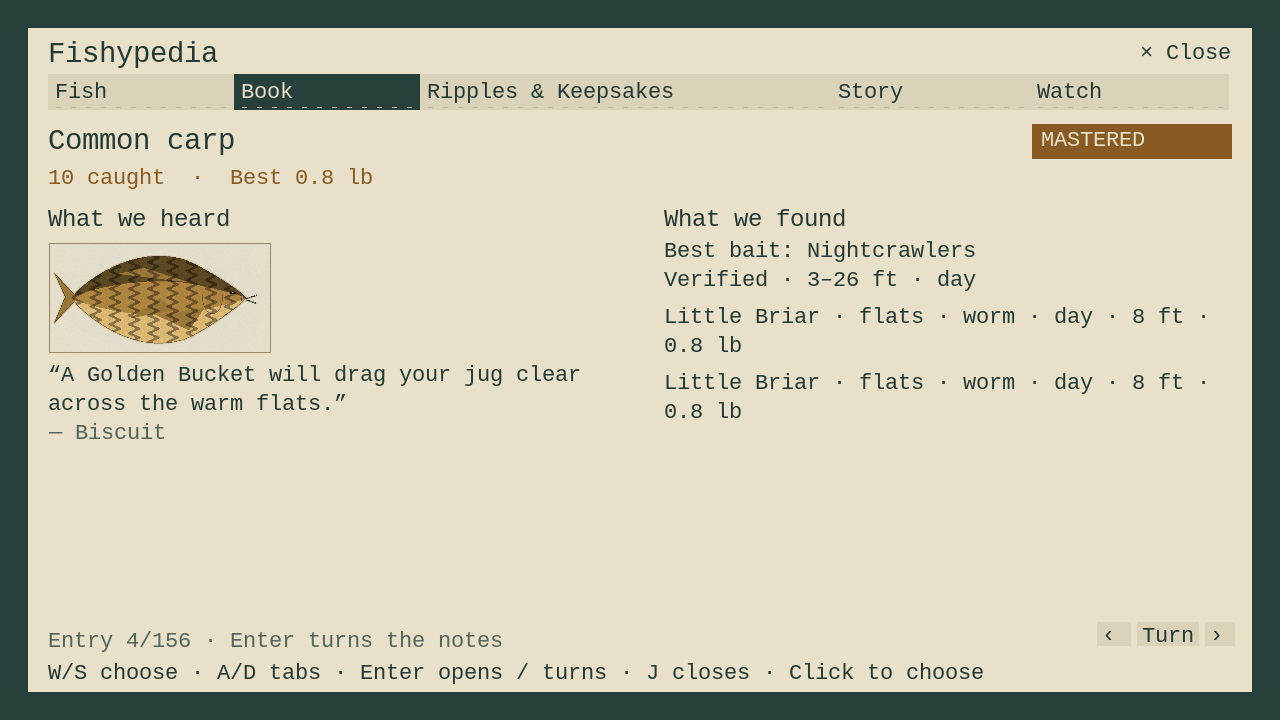 Fishypedia
× Close
Fish
Book
Ripples & Keepsakes
Story
Watch
Common carp
MASTERED
10 caught · Best 0.8 lb
What we heard
“A Golden Bucket will drag your jug clear
across the warm flats.”
— Biscuit
What we found
Best bait: Nightcrawlers
Verified · 3–26 ft · day
Little Briar · flats · worm · day · 8 ft ·
0.8 lb
Little Briar · flats · worm · day · 8 ft ·
0.8 lb
Entry 4/156 · Enter turns the notes
‹ Turn ›
W/S choose · A/D tabs · Enter opens / turns · J closes · Click to choose